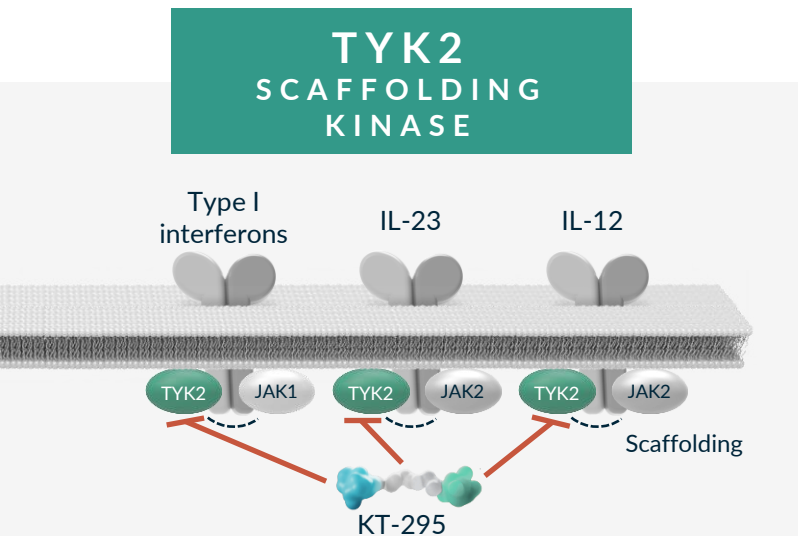 TYK2
SCAFFOLDING
KINASE
Type I
interferons
IL-23
IL-12
TYK2
JAK1
TYK2
JAK2
TYK2
JAK2
Scaffolding
KT-295